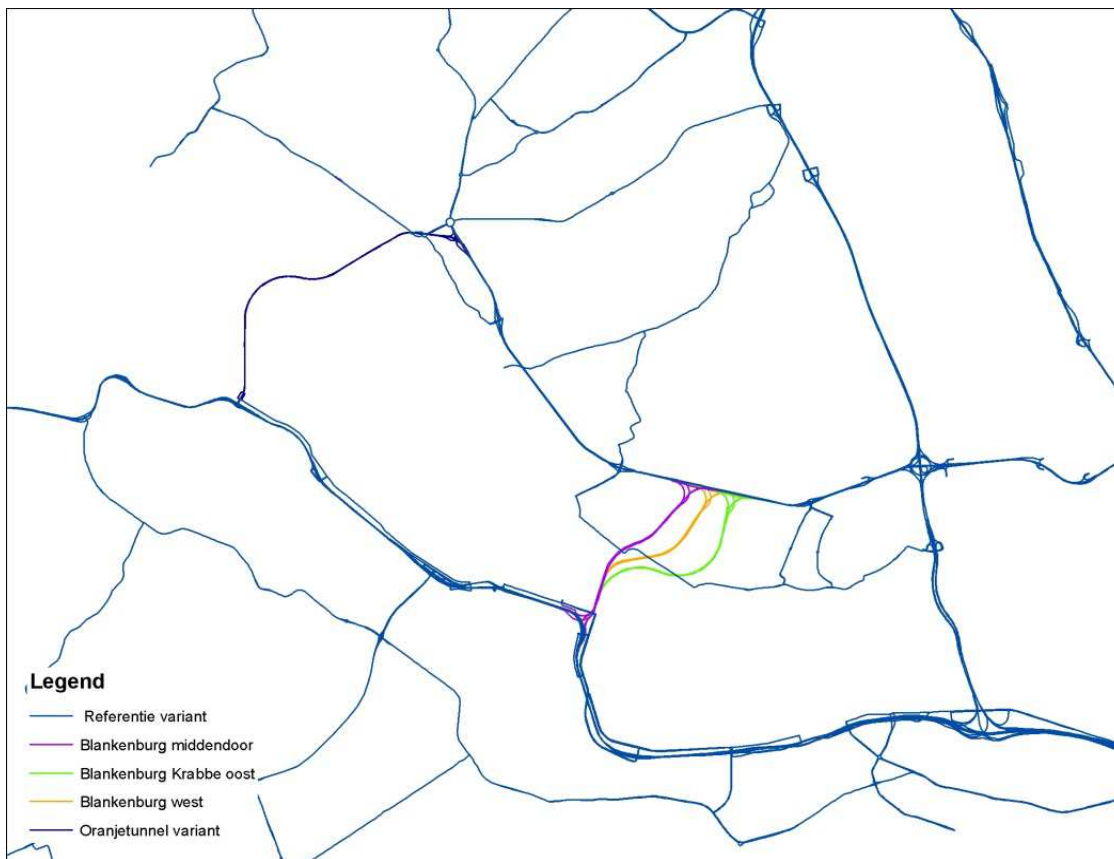 Legend
Referentie variant
Blankenburg middendoor
Blankenburg Krabbe oost
Blankenburg west
Oranjetunnel variant